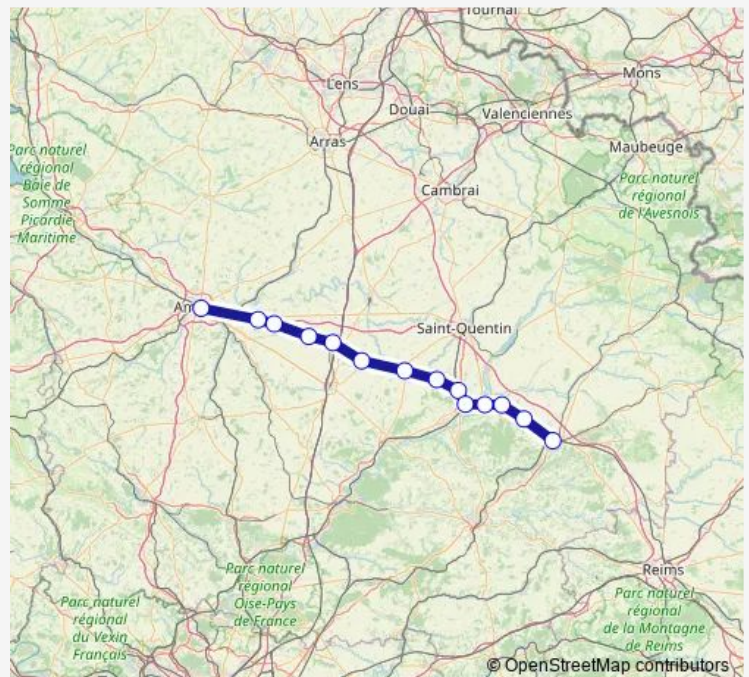 Tournai
Mons
Lens
Douai
Valenciennes
Arras
Maubeuge
Parc naturel
régional
Baie de
Somme
Picardie
Maritime
Parc naturel
régional
de l'Avesnois
Cambrai
Am
Saint-Quentin
Reims
Parc naturel
régional
Oise-Pays
de France
Parc naturel
régional
du Vexin
Français
Parc naturel
régional
de la Montagne
de Reims
© OpenStreetMap contributors